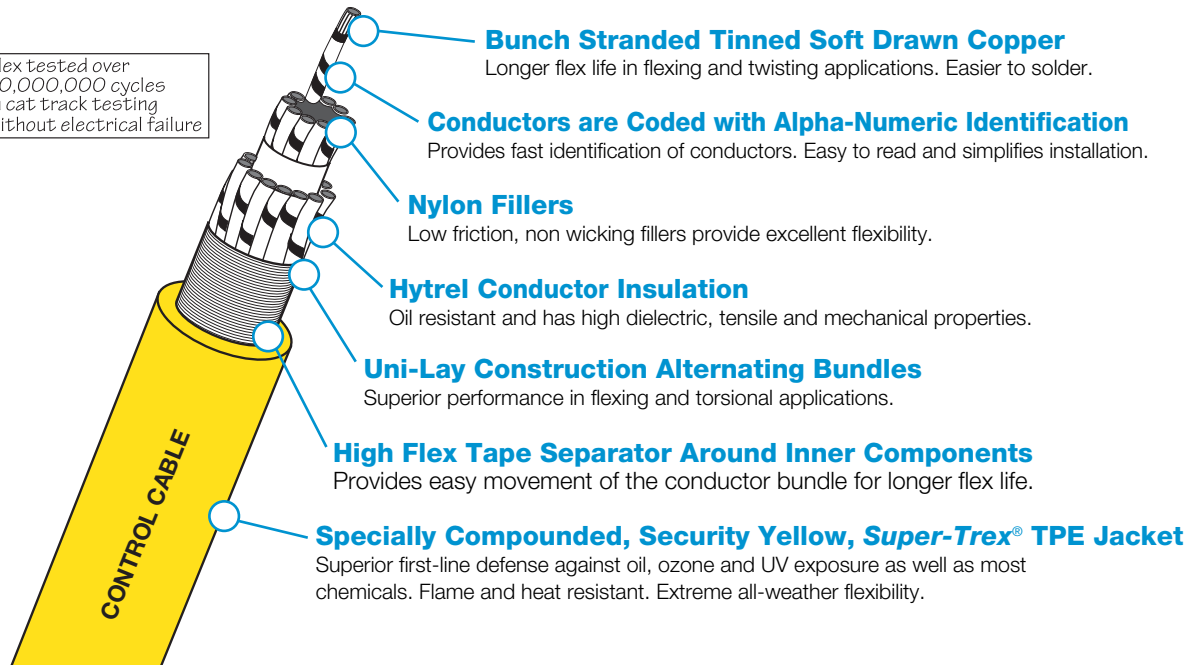 Bunch Stranded Tinned Soft Drawn Copper
Longer flex life in flexing and twisting applications. Easier to solder.
tested over
cycles
cat track testing
without electrical failure
Conductors are Coded with Alpha-Numeric Identification
Provides fast identification of conductors. Easy to read and simplifies installation.
Nylon Fillers
Low friction, non wicking fillers provide excellent flexibility.
Hytrel Conductor Insulation
Oil resistant and has high dielectric, tensile and mechanical properties.
Uni-Lay Construction Alternating Bundles
Superior performance in flexing and torsional applications.
High Flex Tape Separator Around Inner Components
Provides easy movement of the conductor bundle for longer flex life.
Specially Compounded, Security Yellow, Super-Trex® TPE Jacket
Superior first-line defense against oil, ozone and UV exposure as well as most
chemicals. Flame and heat resistant. Extreme all-weather flexibility.
CONTROL CABLE